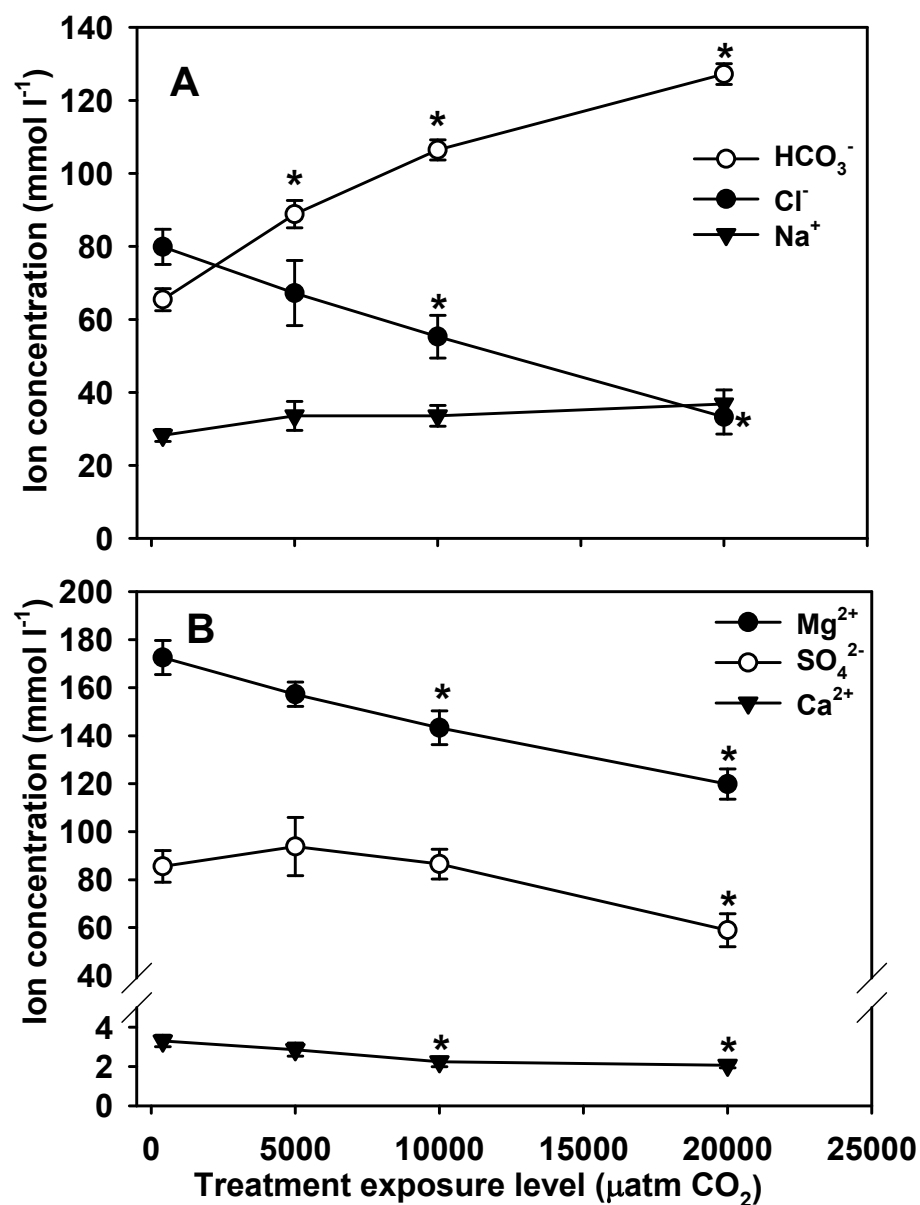 140
120
100
80
60
40
20
0
Ion concentration (mmol l⁻¹)
A
*
*
*
*
*
HCO₃⁻
Cl⁻
Na⁺
200
180
160
140
120
100
80
60
40
4
2
0
Ion concentration (mmol l⁻¹)
B
*
*
*
*
*
Mg²⁺
SO₄²⁻
Ca²⁺
0 5000 10000 15000 20000 25000
Treatment exposure level (µatm CO₂)